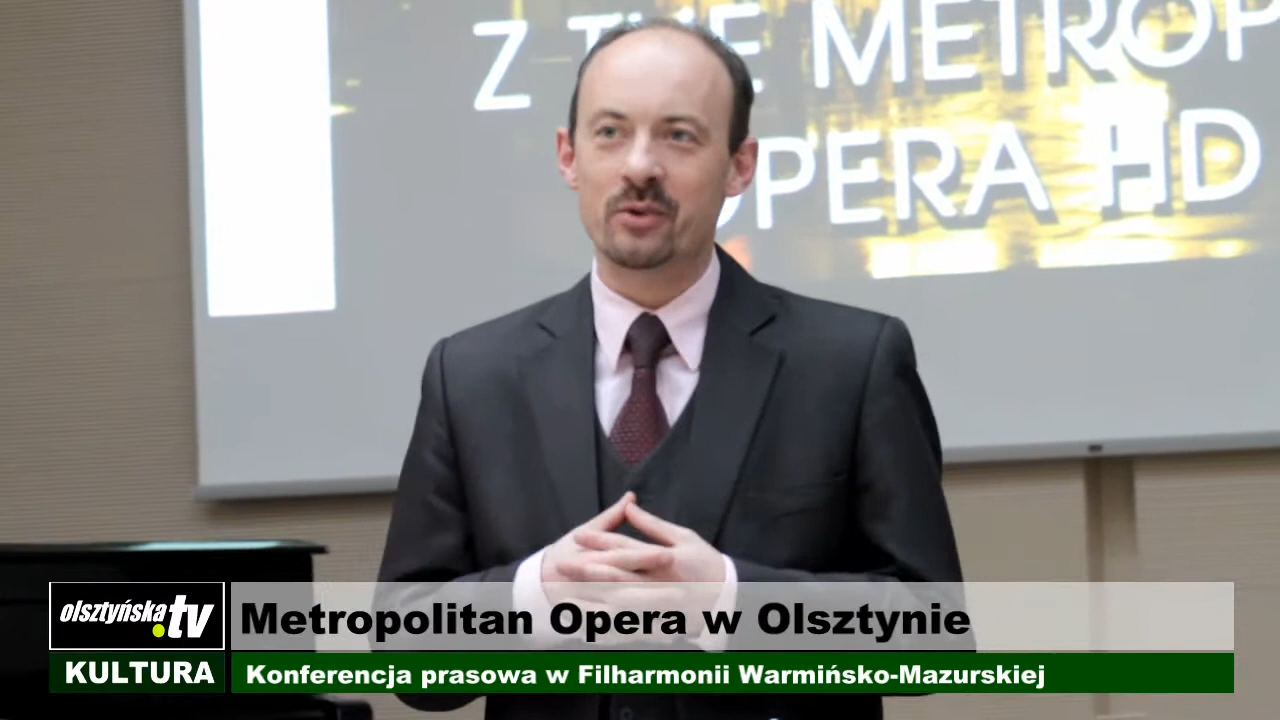 Z THE METROP
OPERA HD
olsztyńska.tv
Metropolitan Opera w Olsztynie
KULTURA
Konferencja prasowa w Filharmonii Warmińsko-Mazurskiej